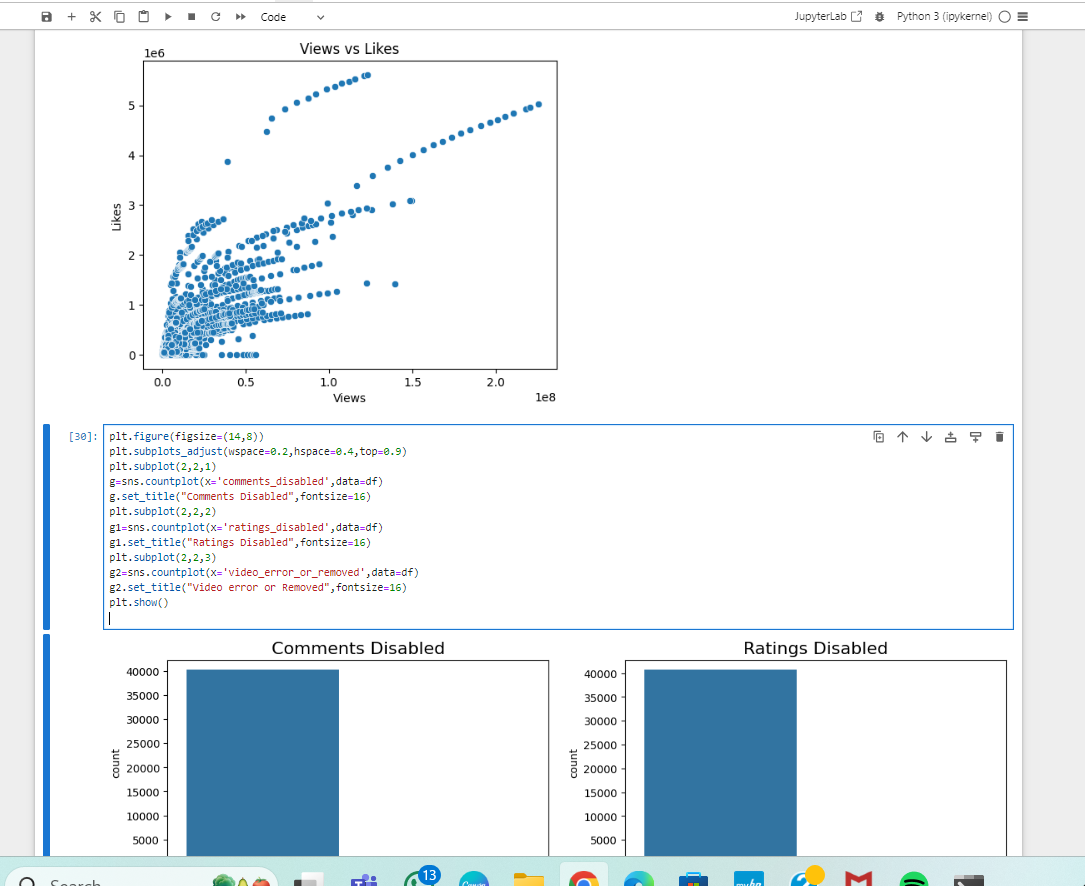 Code
JupyterLab
Python 3 (ipykernel)
Views vs Likes
1e6
5
4
3
2
1
0
Likes
0.0 0.5 1.0 1.5 2.0
Views
1e8
[30]:
plt.figure(figsize=(14,8))
plt.subplots_adjust(wspace=0.2,hspace=0.4,top=0.9)
plt.subplot(2,2,1)
g=sns.countplot(x='comments_disabled',data=df)
g.set_title("Comments Disabled",fontsize=16)
plt.subplot(2,2,2)
g1=sns.countplot(x='ratings_disabled',data=df)
g1.set_title("Ratings Disabled",fontsize=16)
plt.subplot(2,2,3)
g2=sns.countplot(x='video_error_or_removed',data=df)
g2.set_title("Video error or Removed",fontsize=16)
plt.show()
Comments Disabled
40000
35000
30000
25000
20000
15000
10000
5000
count
Ratings Disabled
40000
35000
30000
25000
20000
15000
10000
5000
count
Search
13
Canva
myhq